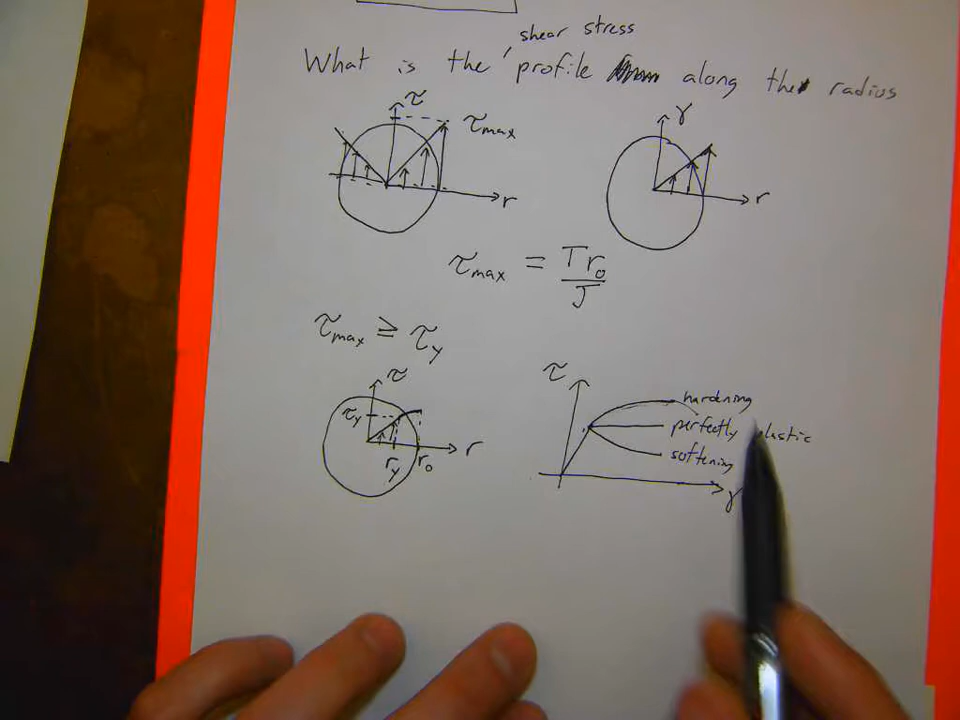 shear stress
What is the profile along the radius
τ
τmax
r
γ
r
τmax = Tr₀/J
τmax ≥ τy
τ
τy
ry r₀
r
τ
hardening
perfectly plastic
softening
γ